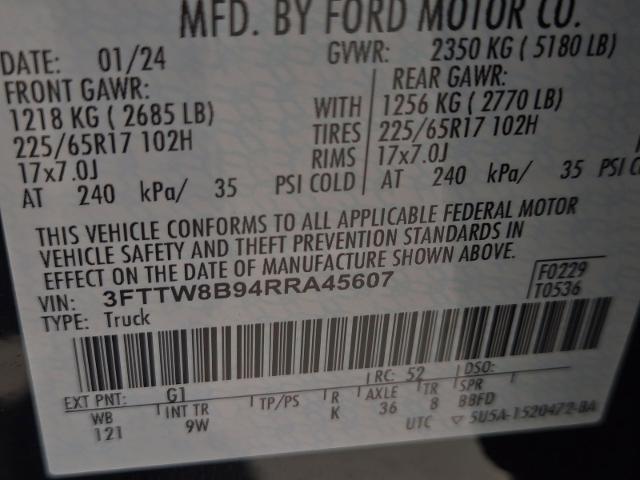 MFD. BY FORD MOTOR CO.
DATE: 01/24 GVWR: 2350 KG ( 5180 LB)
FRONT GAWR: REAR GAWR:
1218 KG ( 2685 LB) WITH 1256 KG ( 2770 LB)
225/65R17 102H TIRES 225/65R17 102H
17x7.0J RIMS 17x7.0J
AT 240 kPa/ 35 PSI COLD AT 240 kPa/ 35 PSI
THIS VEHICLE CONFORMS TO ALL APPLICABLE FEDERAL MOTOR
VEHICLE SAFETY AND THEFT PREVENTION STANDARDS IN
EFFECT ON THE DATE OF MANUFACTURE SHOWN ABOVE.
VIN: 3FTTW8B94RRA45607 F0229
TYPE: Truck T0536
EXT PNT: G1 RC: 52 DSO:
WB INT TR TP/PS R AXLE TR SPR
121 9W K 36 8 BBFD
UTC ▽ 5U5A-1520472-BA